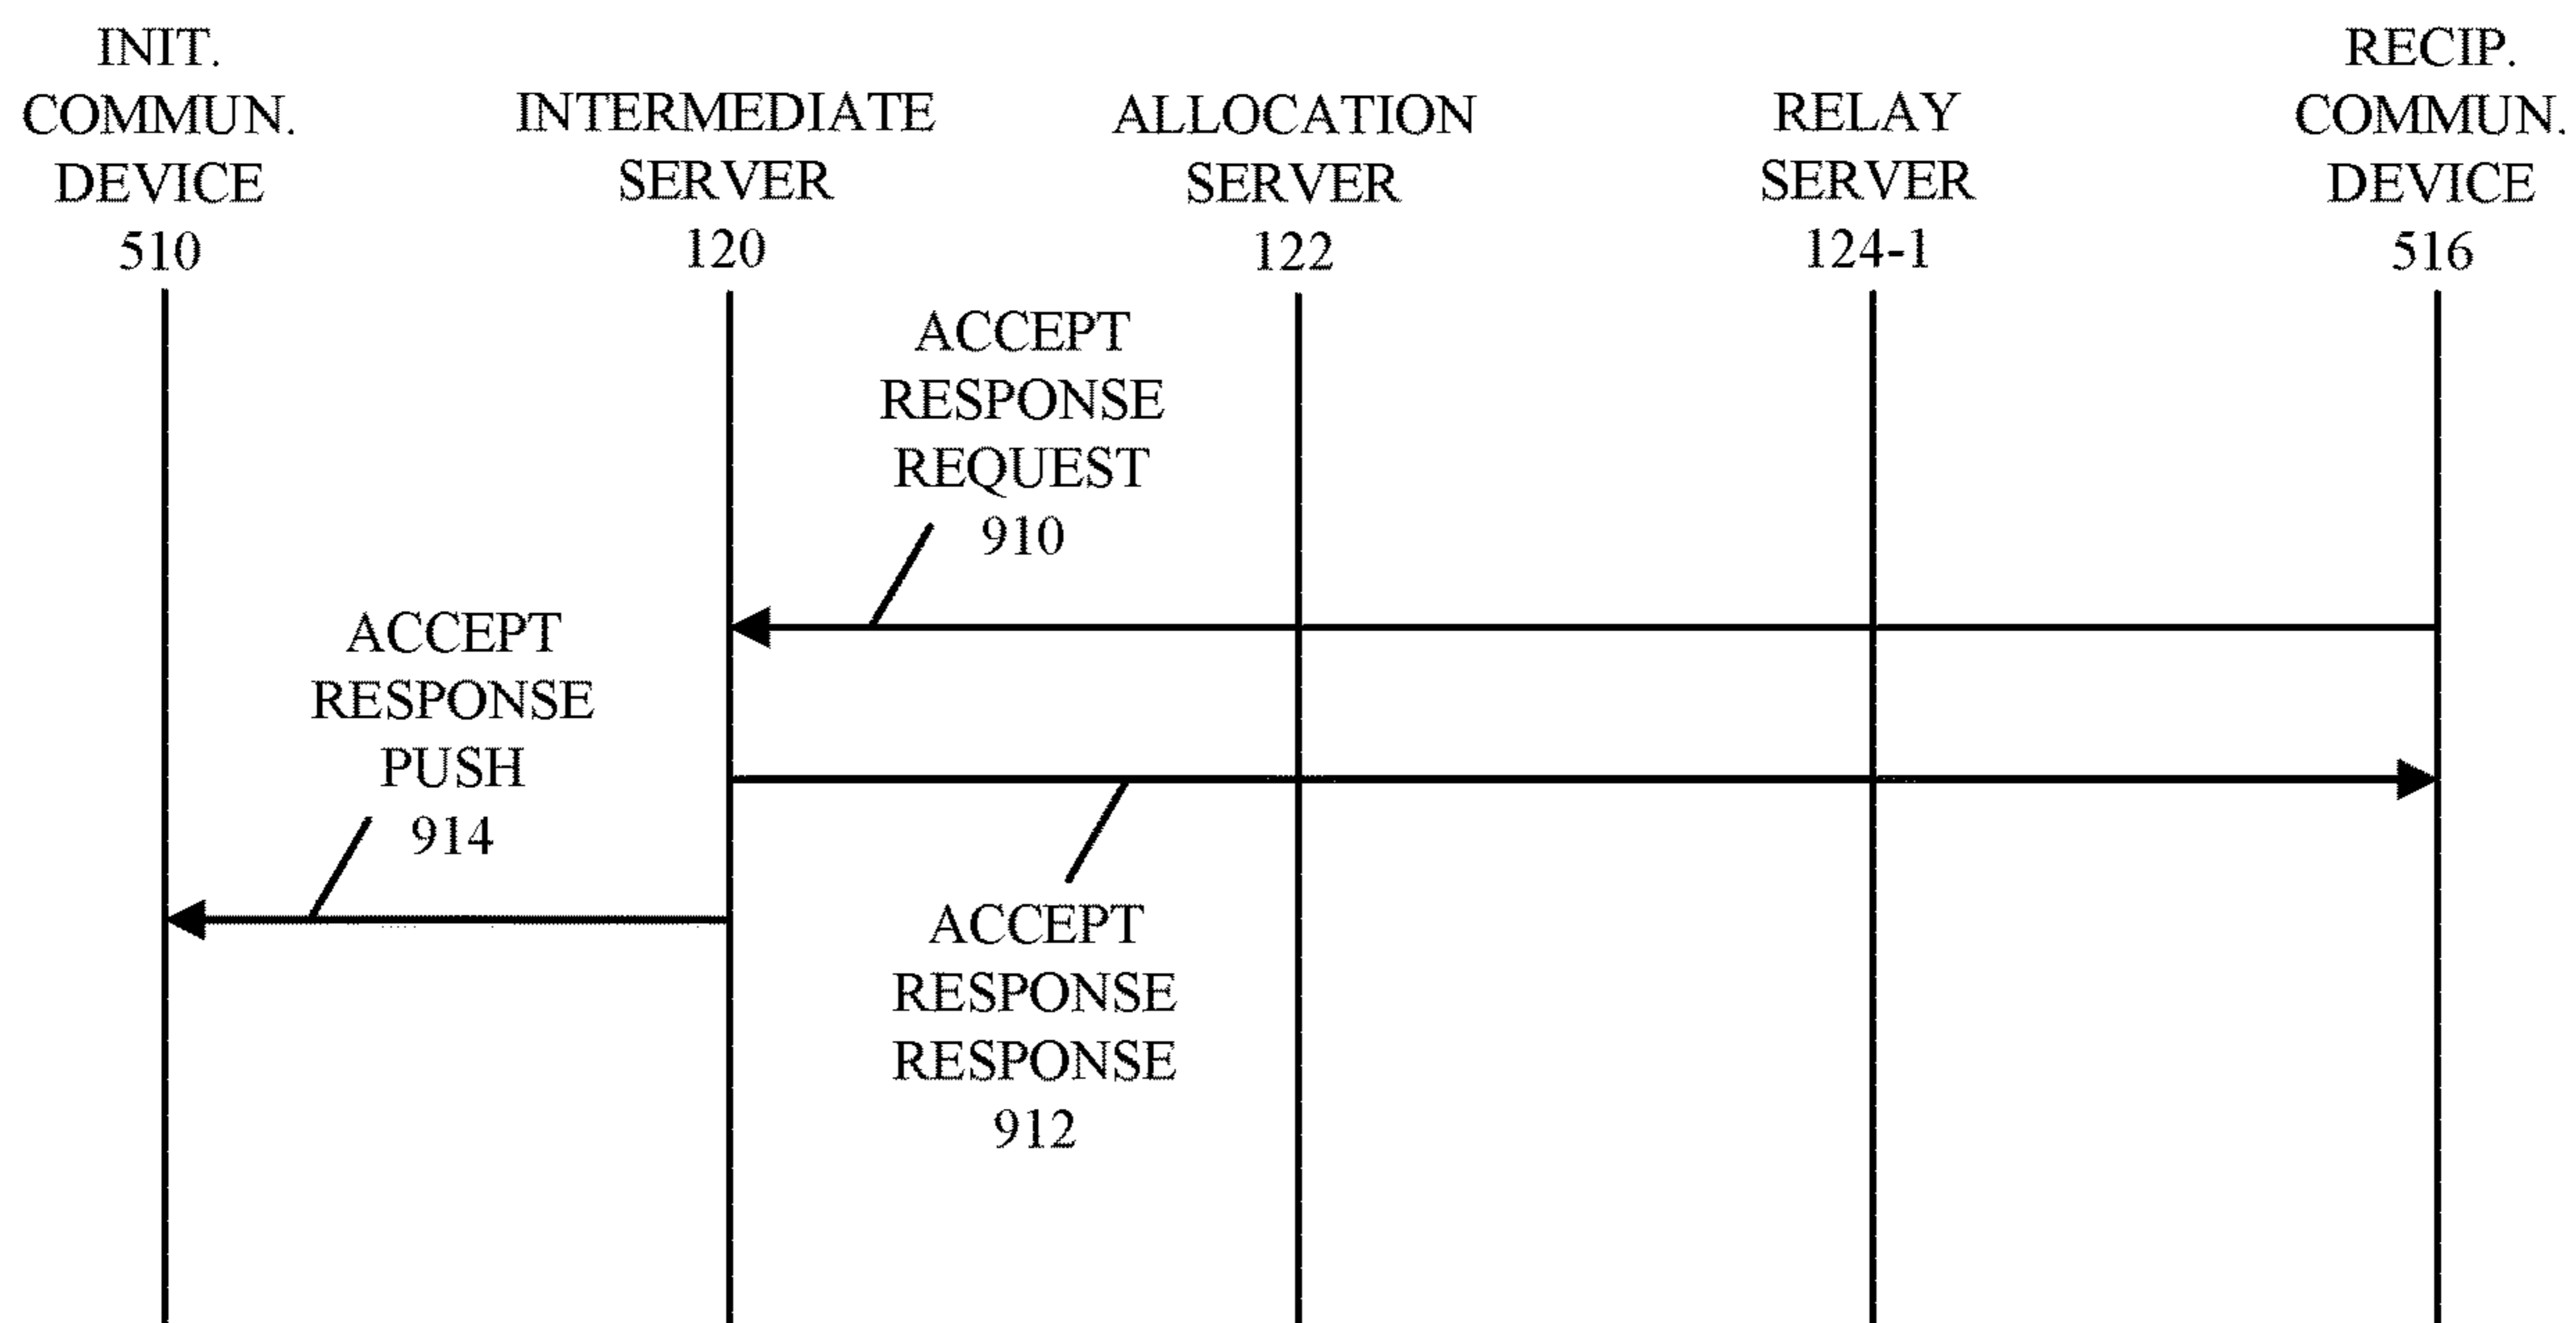 INIT.
COMMUN.
DEVICE
510
INTERMEDIATE
SERVER
120
ALLOCATION
SERVER
122
RELAY
SERVER
124-1
RECIP.
COMMUN.
DEVICE
516
ACCEPT
RESPONSE
REQUEST
910
ACCEPT
RESPONSE
PUSH
914
ACCEPT
RESPONSE
RESPONSE
912